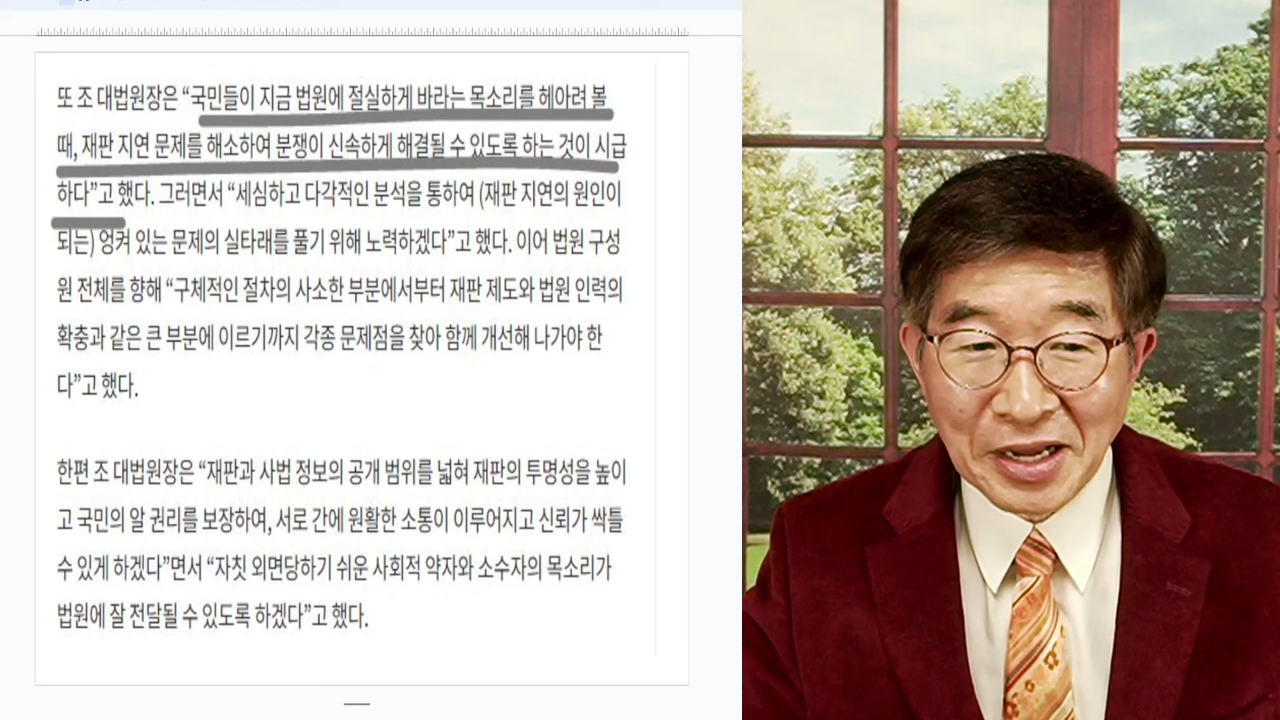 또 조 대법원장은 “국민들이 지금 법원에 절실하게 바라는 목소리를 헤아려 볼
때, 재판 지연 문제를 해소하여 분쟁이 신속하게 해결될 수 있도록 하는 것이 시급
하다”고 했다. 그러면서 “세심하고 다각적인 분석을 통하여 (재판 지연의 원인이
되는) 엉켜 있는 문제의 실타래를 풀기 위해 노력하겠다”고 했다. 이어 법원 구성
원 전체를 향해 “구체적인 절차의 사소한 부분에서부터 재판 제도와 법원 인력의
확충과 같은 큰 부분에 이르기까지 각종 문제점을 찾아 함께 개선해 나가야 한
다”고 했다.
한편 조 대법원장은 “재판과 사법 정보의 공개 범위를 넓혀 재판의 투명성을 높이
고 국민의 알 권리를 보장하여, 서로 간에 원활한 소통이 이루어지고 신뢰가 싹틀
수 있게 하겠다”면서 “자칫 외면당하기 쉬운 사회적 약자와 소수자의 목소리가
법원에 잘 전달될 수 있도록 하겠다”고 했다.